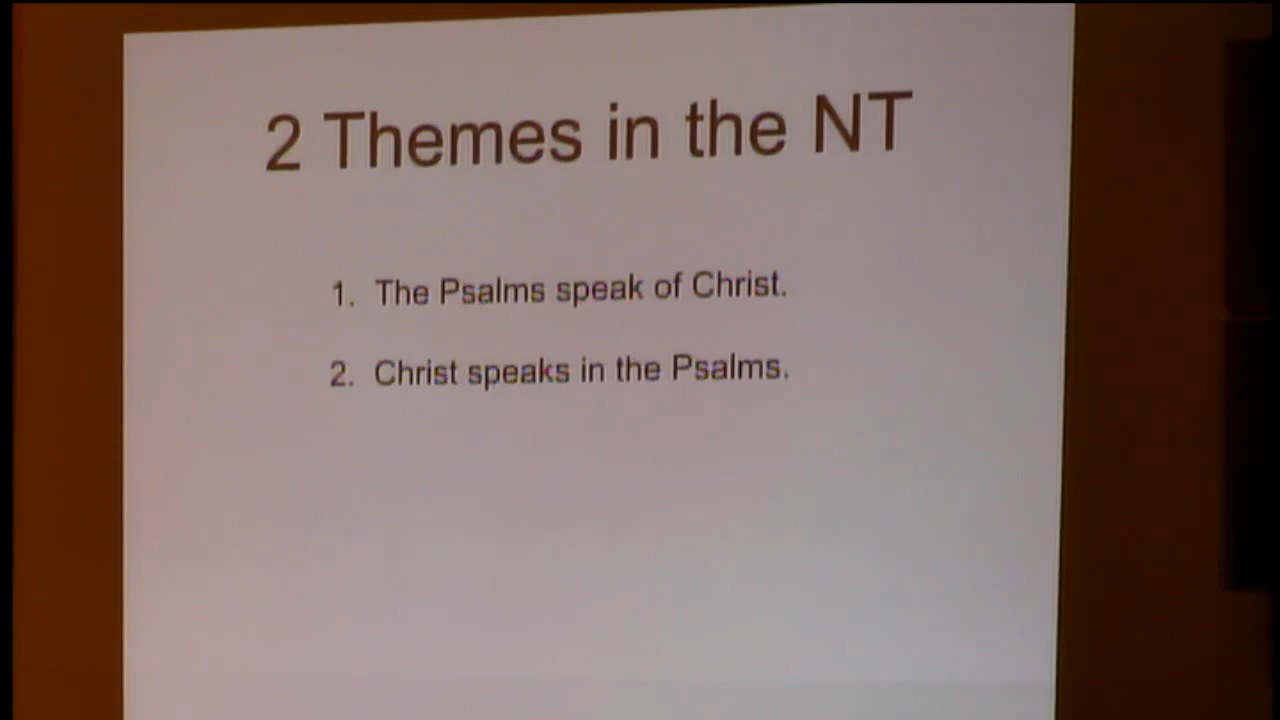 2 Themes in the NT
1. The Psalms speak of Christ.
2. Christ speaks in the Psalms.